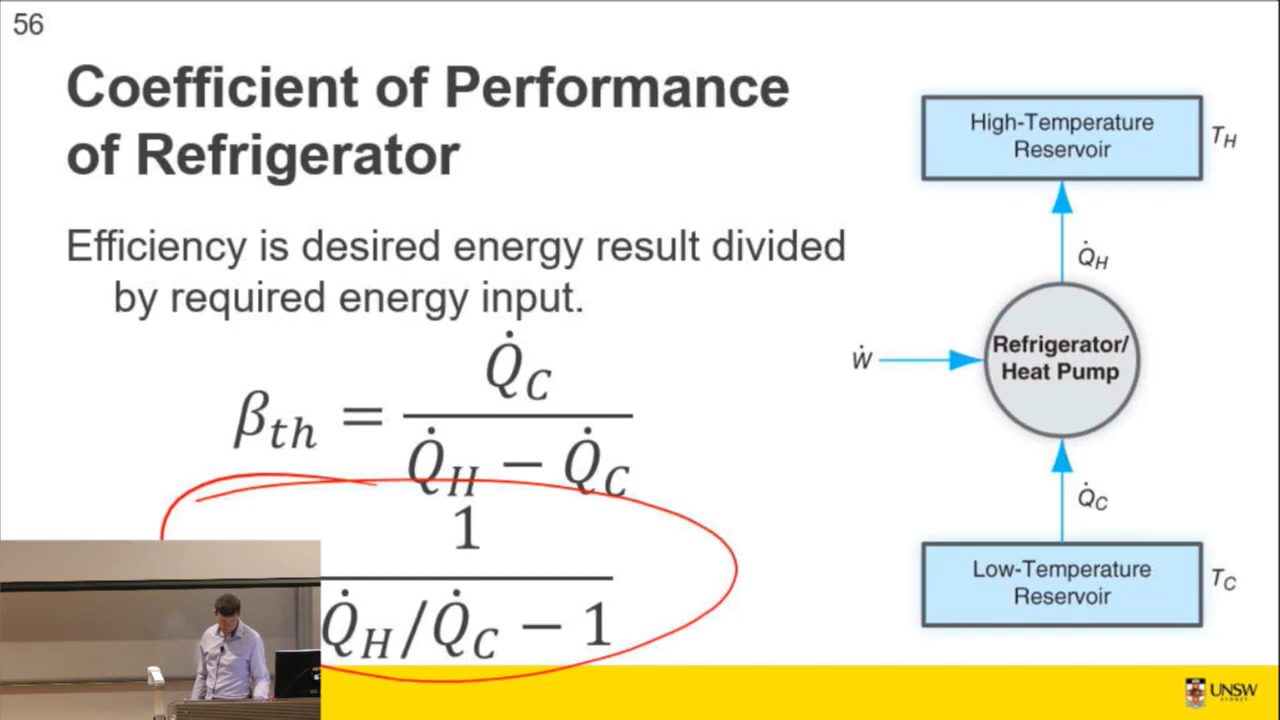 56
Coefficient of Performance
of Refrigerator
Efficiency is desired energy result divided
by required energy input.
β_th = Q̇_C / (Q̇_H − Q̇_C)
1 / (Q̇_H/Q̇_C − 1)
High-Temperature
Reservoir
T_H
Q̇_H
Ẇ
Refrigerator/
Heat Pump
Q̇_C
Low-Temperature
Reservoir
T_C
UNSW
SYDNEY